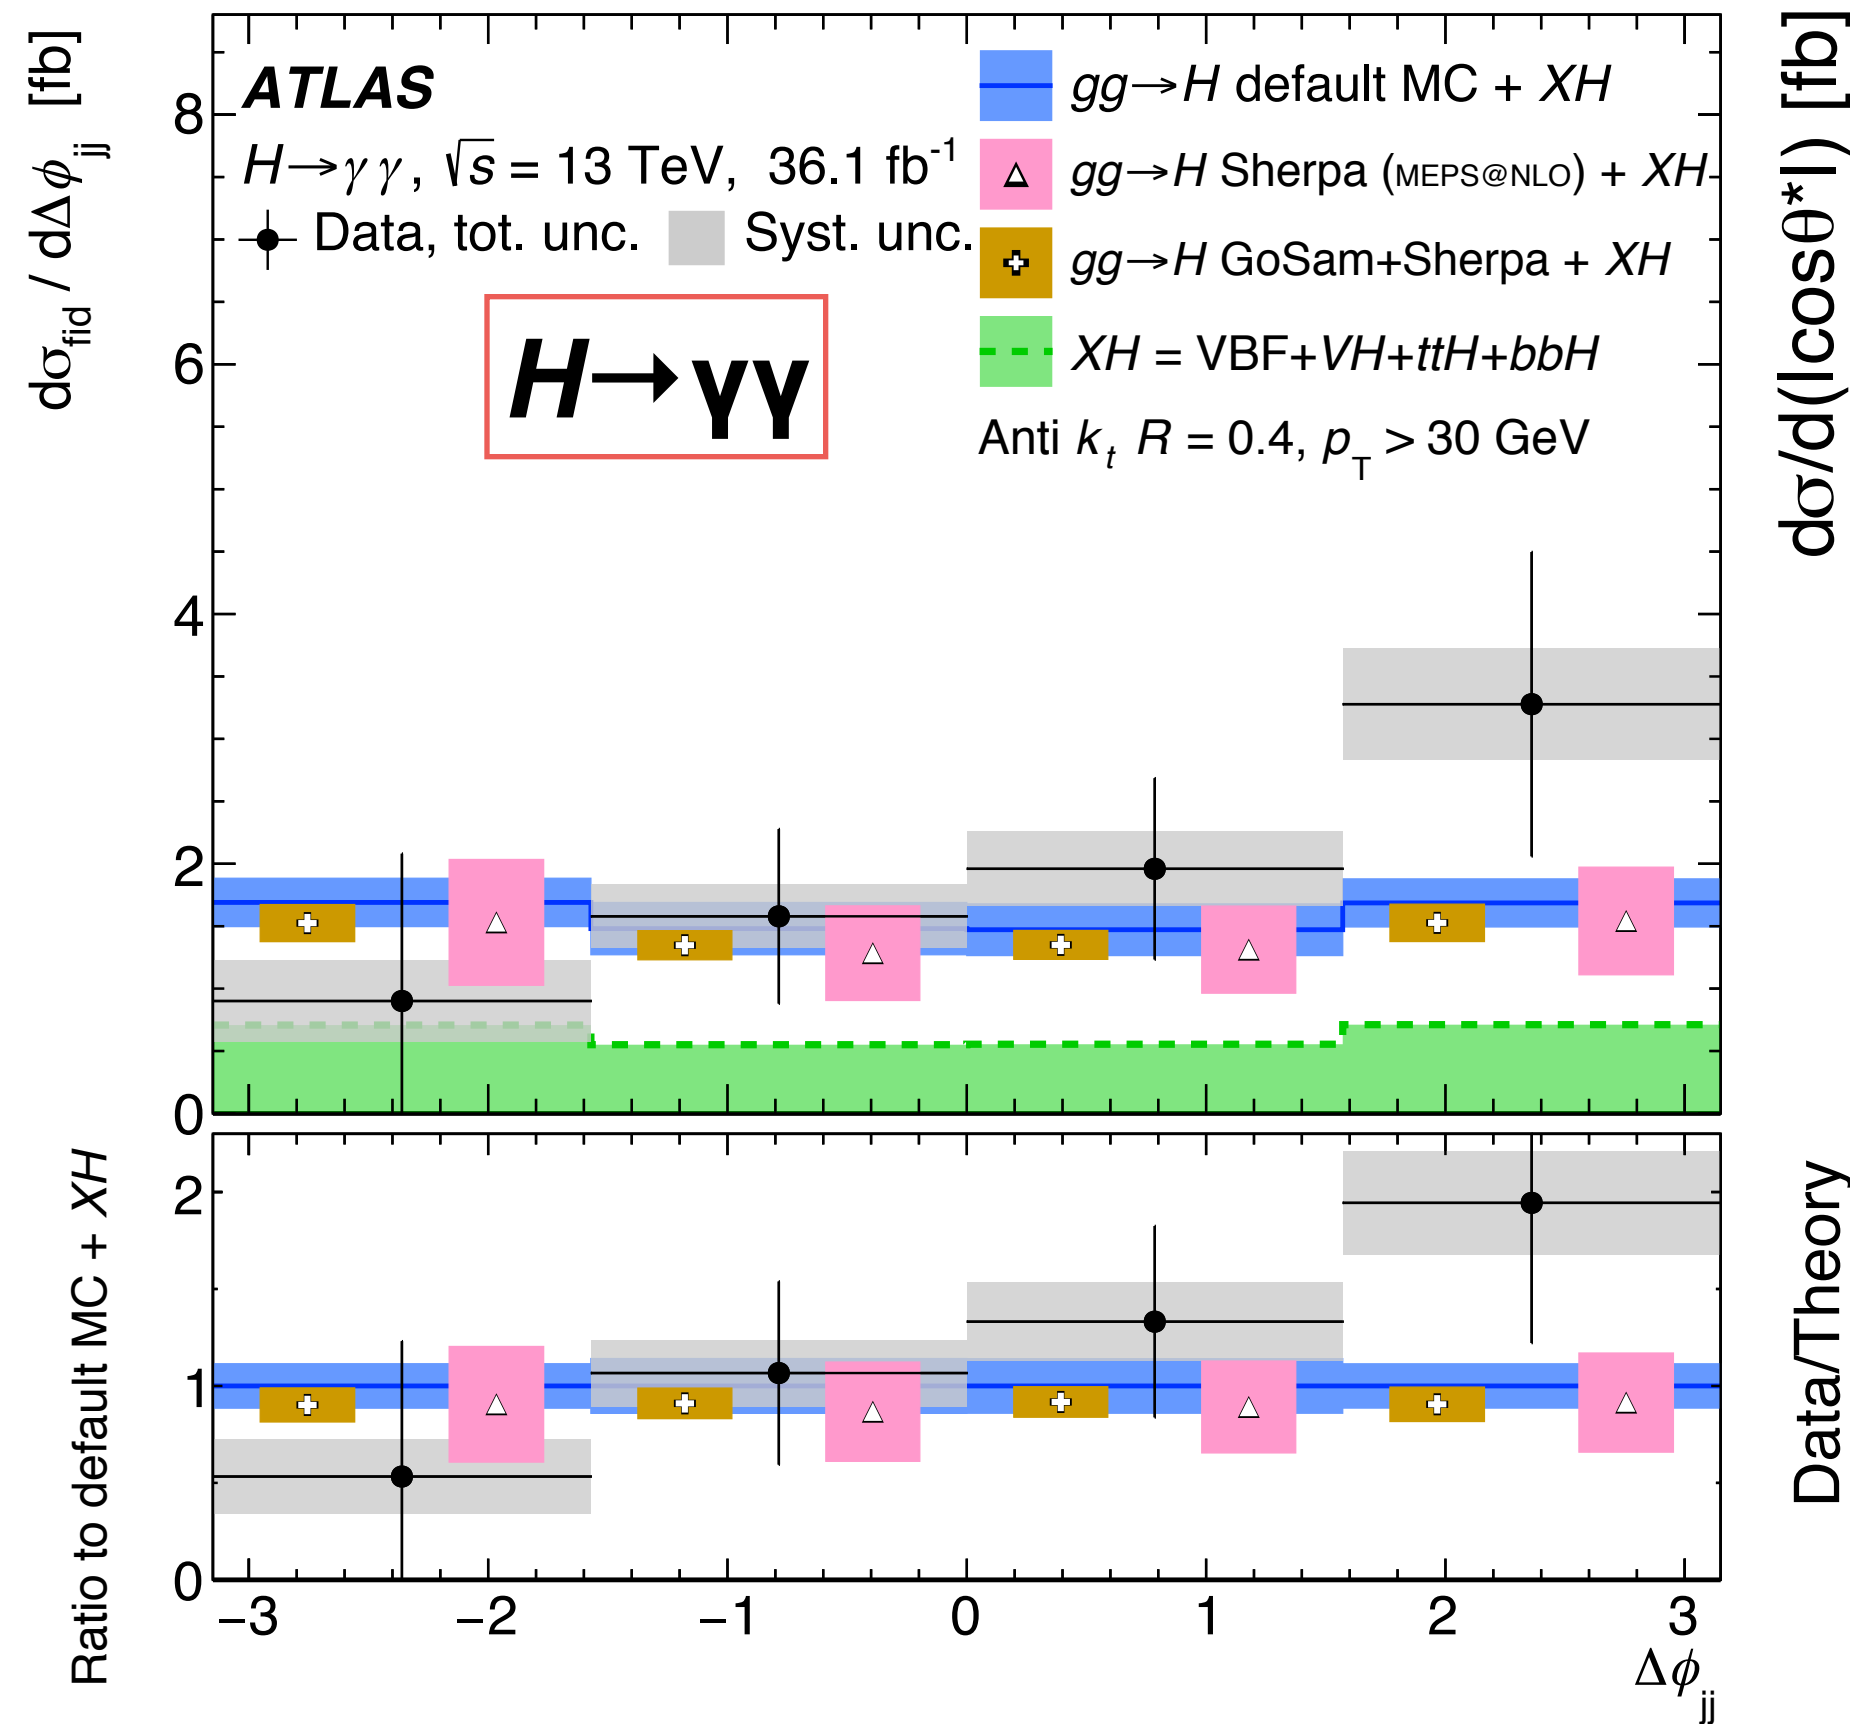 dσfid / dΔϕjj [fb]
8
6
4
2
0
ATLAS
H→γγ, √s = 13 TeV, 36.1 fb-1
Data, tot. unc. Syst. unc.
H→γγ
gg→H default MC + XH
gg→H Sherpa (MEPS@NLO) + XH
gg→H GoSam+Sherpa + XH
XH = VBF+VH+ttH+bbH
Anti kt R = 0.4, pT > 30 GeV
dσ/d(|cosθ*|) [fb]
Ratio to default MC + XH
2
1
0
−3 −2 −1 0 1 2 3
Δϕjj
Data/Theory